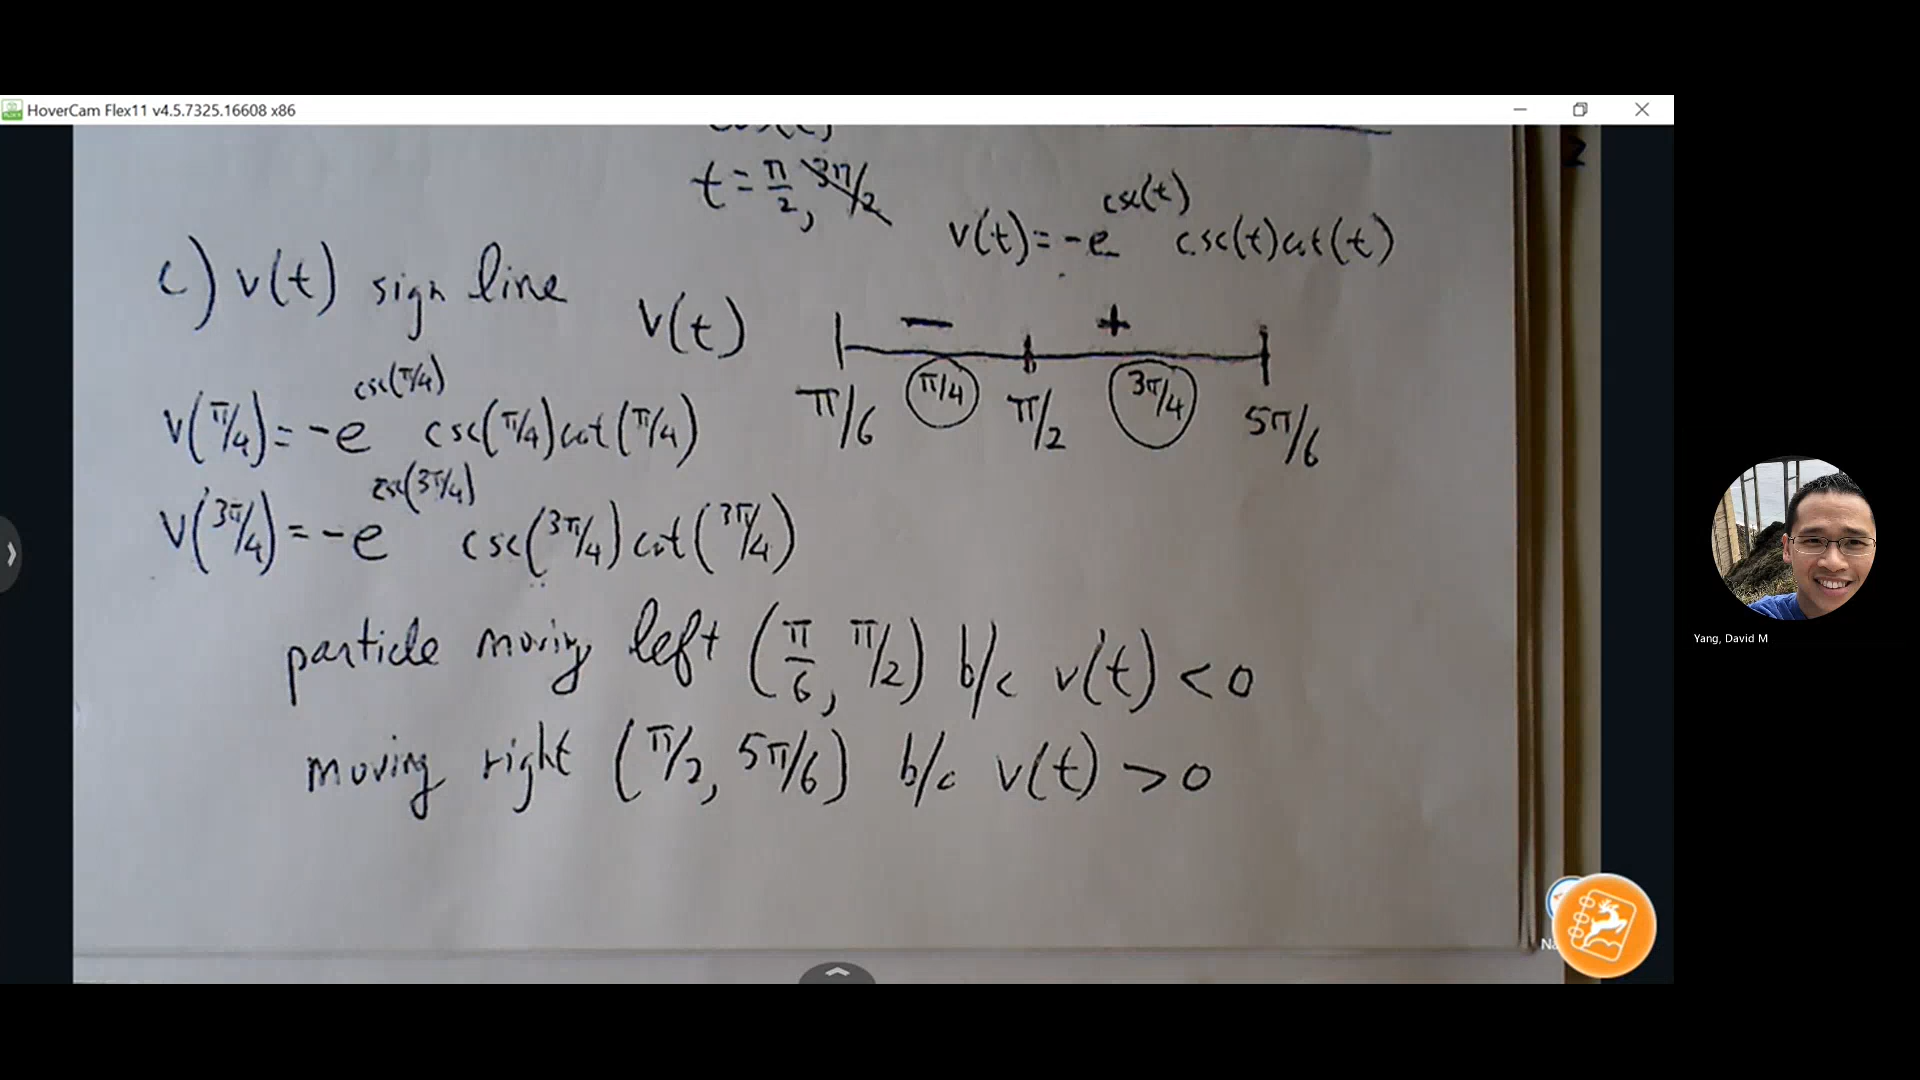 HoverCam Flex11 v4.5.7325.16608 x86
2
t = π/2, 3π/2
v(t) = -e^csc(t) csc(t)cot(t)
c) v(t) sign line
v(t) − +
π/6 π/4 π/2 3π/4 5π/6
v(π/4) = -e^csc(π/4) csc(π/4)cot(π/4)
v(3π/4) = -e^csc(3π/4) csc(3π/4)cot(3π/4)
particle moving left (π/6, π/2) b/c v(t) < 0
moving right (π/2, 5π/6) b/c v(t) > 0
Yang, David M